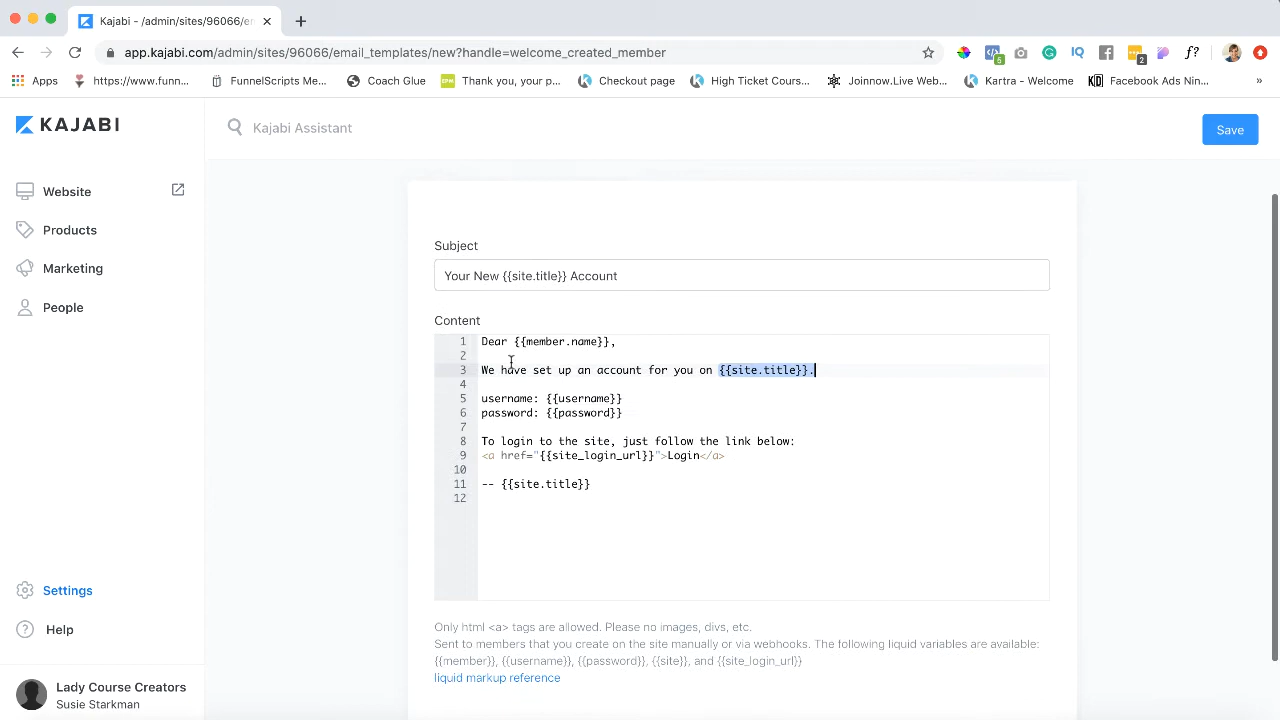 Kajabi - /admin/sites/96066/e
app.kajabi.com/admin/sites/96066/email_templates/new?handle=welcome_created_member
Apps
https://www.funn...
FunnelScripts Me...
Coach Glue
Thank you, your p...
Checkout page
High Ticket Cours...
Joinnow.Live Web...
Kartra - Welcome
Facebook Ads Nin...
»
KAJABI
Kajabi Assistant
Save
Website
Products
Marketing
People
Settings
Help
Lady Course Creators
Susie Starkman
Subject
Your New {{site.title}} Account
Content
1 Dear {{member.name}},
2
3 We have set up an account for you on {{site.title}}.
4
5 username: {{username}}
6 password: {{password}}
7
8 To login to the site, just follow the link below:
9 <a href="{{site_login_url}}">Login</a>
10
11 -- {{site.title}}
12
Only html <a> tags are allowed. Please no images, divs, etc.
Sent to members that you create on the site manually or via webhooks. The following liquid variables are available:
{{member}}, {{username}}, {{password}}, {{site}}, and {{site_login_url}}
liquid markup reference